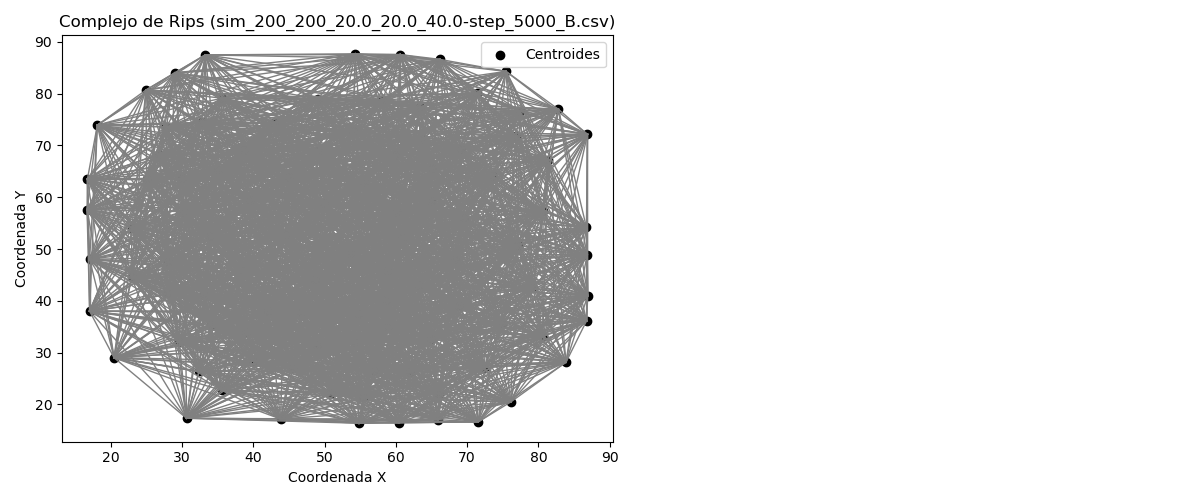 Complejo de Rips (sim_200_200_20.0_20.0_40.0-step_5000_B.csv)
Centroides
90
80
70
60
50
40
30
20
Coordenada Y
20 30 40 50 60 70 80 90
Coordenada X